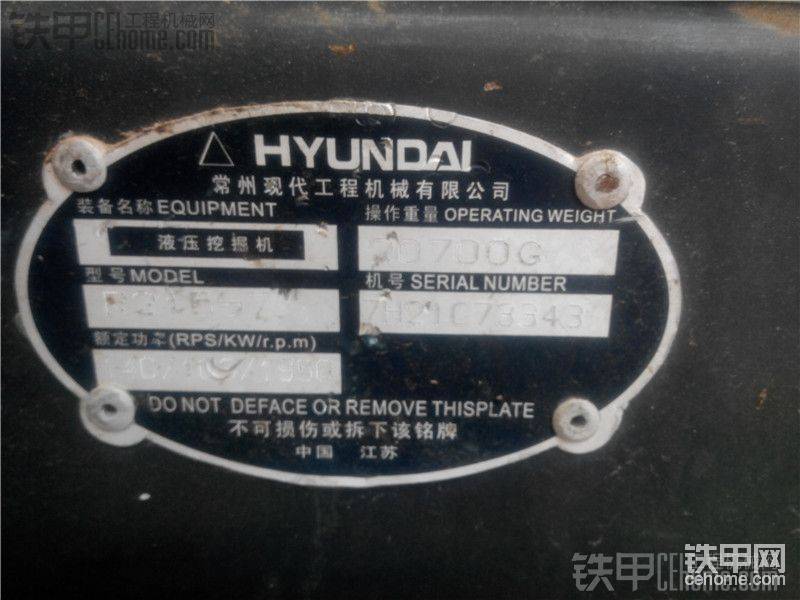 铁甲 工程机械网
CEhome.com
HYUNDAI
常州现代工程机械有限公司
装备名称 EQUIPMENT
操作重量 OPERATING WEIGHT
液压挖掘机
型号 MODEL
机号 SERIAL NUMBER
额定功率(RPS/KW/r.p.m)
DO NOT DEFACE OR REMOVE THISPLATE
不可损伤或拆下该铭牌
中国 江苏
铁甲网
cehome.com